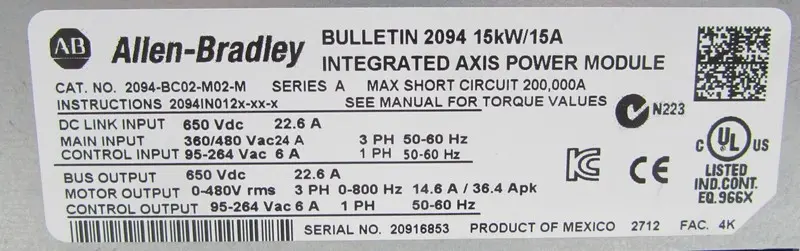 AB Allen-Bradley
BULLETIN 2094 15kW/15A
INTEGRATED AXIS POWER MODULE
CAT. NO. 2094-BC02-M02-M SERIES A MAX SHORT CIRCUIT 200,000A
INSTRUCTIONS 2094IN012x-xx-x SEE MANUAL FOR TORQUE VALUES
DC LINK INPUT 650 Vdc 22.6 A
MAIN INPUT 360/480 Vac24 A 3 PH 50-60 Hz
CONTROL INPUT 95-264 Vac 6 A 1 PH 50-60 Hz
BUS OUTPUT 650 Vdc 22.6 A
MOTOR OUTPUT 0-480V rms 3 PH 0-800 Hz 14.6 A / 36.4 Apk
CONTROL OUTPUT 95-264 Vac 6 A 1 PH 50-60 Hz
N223
KC CE
C UL US
LISTED
IND.CONT.
EQ.966X
SERIAL NO. 20916853 PRODUCT OF MEXICO 2712 FAC. 4K